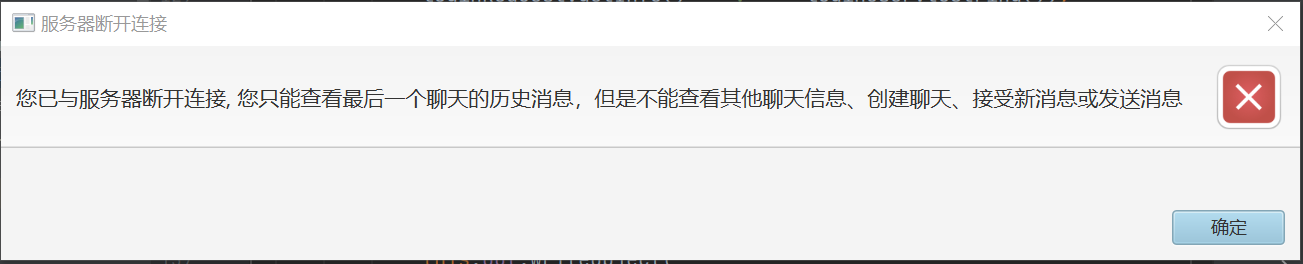 服务器断开连接
您已与服务器断开连接, 您只能查看最后一个聊天的历史消息，但是不能查看其他聊天信息、创建聊天、接受新消息或发送消息
确定